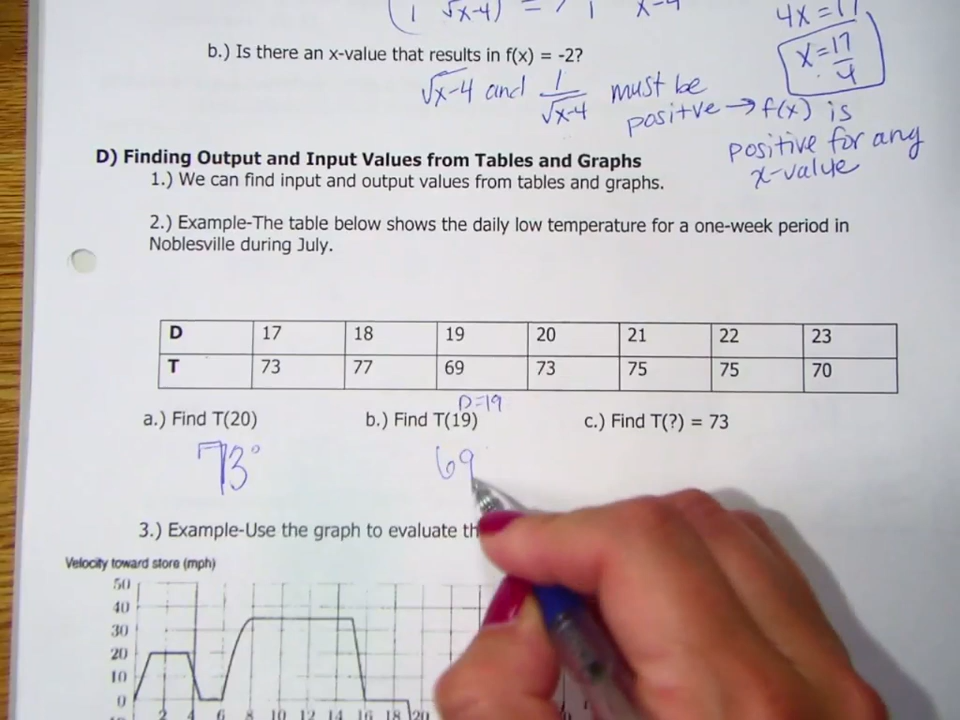 (1 √x-4) = 1 x-4
4x = 17
x = 17/4
b.) Is there an x-value that results in f(x) = -2?
√x-4 and 1/√x-4 must be
positive → f(x) is
positive for any
x-value
D) Finding Output and Input Values from Tables and Graphs
1.) We can find input and output values from tables and graphs.
2.) Example-The table below shows the daily low temperature for a one-week period in
Noblesville during July.
D 17 18 19 20 21 22 23
T 73 77 69 73 75 75 70
D=19
a.) Find T(20) b.) Find T(19) c.) Find T(?) = 73
73° 69
3.) Example-Use the graph to evaluate
Velocity toward store (mph)
50
40
30
20
10
0
2 4 6 8 10 12 14 16 18 20